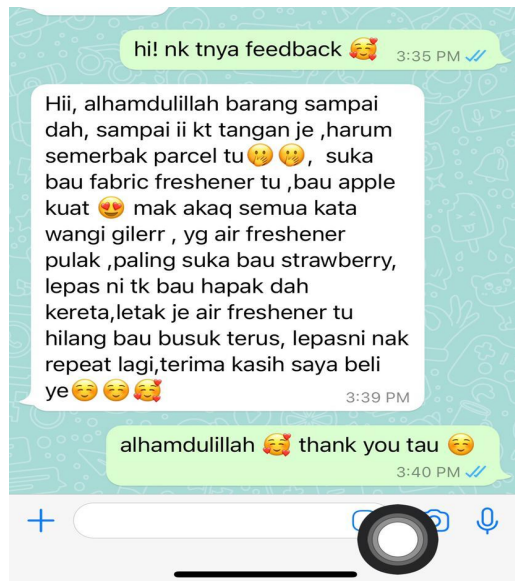 hi! nk tnya feedback 🥰 3:35 PM
Hii, alhamdulillah barang sampai
dah, sampai ii kt tangan je ,harum
semerbak parcel tu🤭🤭, suka
bau fabric freshener tu ,bau apple
kuat 😍 mak akaq semua kata
wangi gilerr , yg air freshener
pulak ,paling suka bau strawberry,
lepas ni tk bau hapak dah
kereta,letak je air freshener tu
hilang bau busuk terus, lepasni nak
repeat lagi,terima kasih saya beli
ye☺️☺️🥰 3:39 PM
alhamdulillah 🥰 thank you tau ☺️
3:40 PM